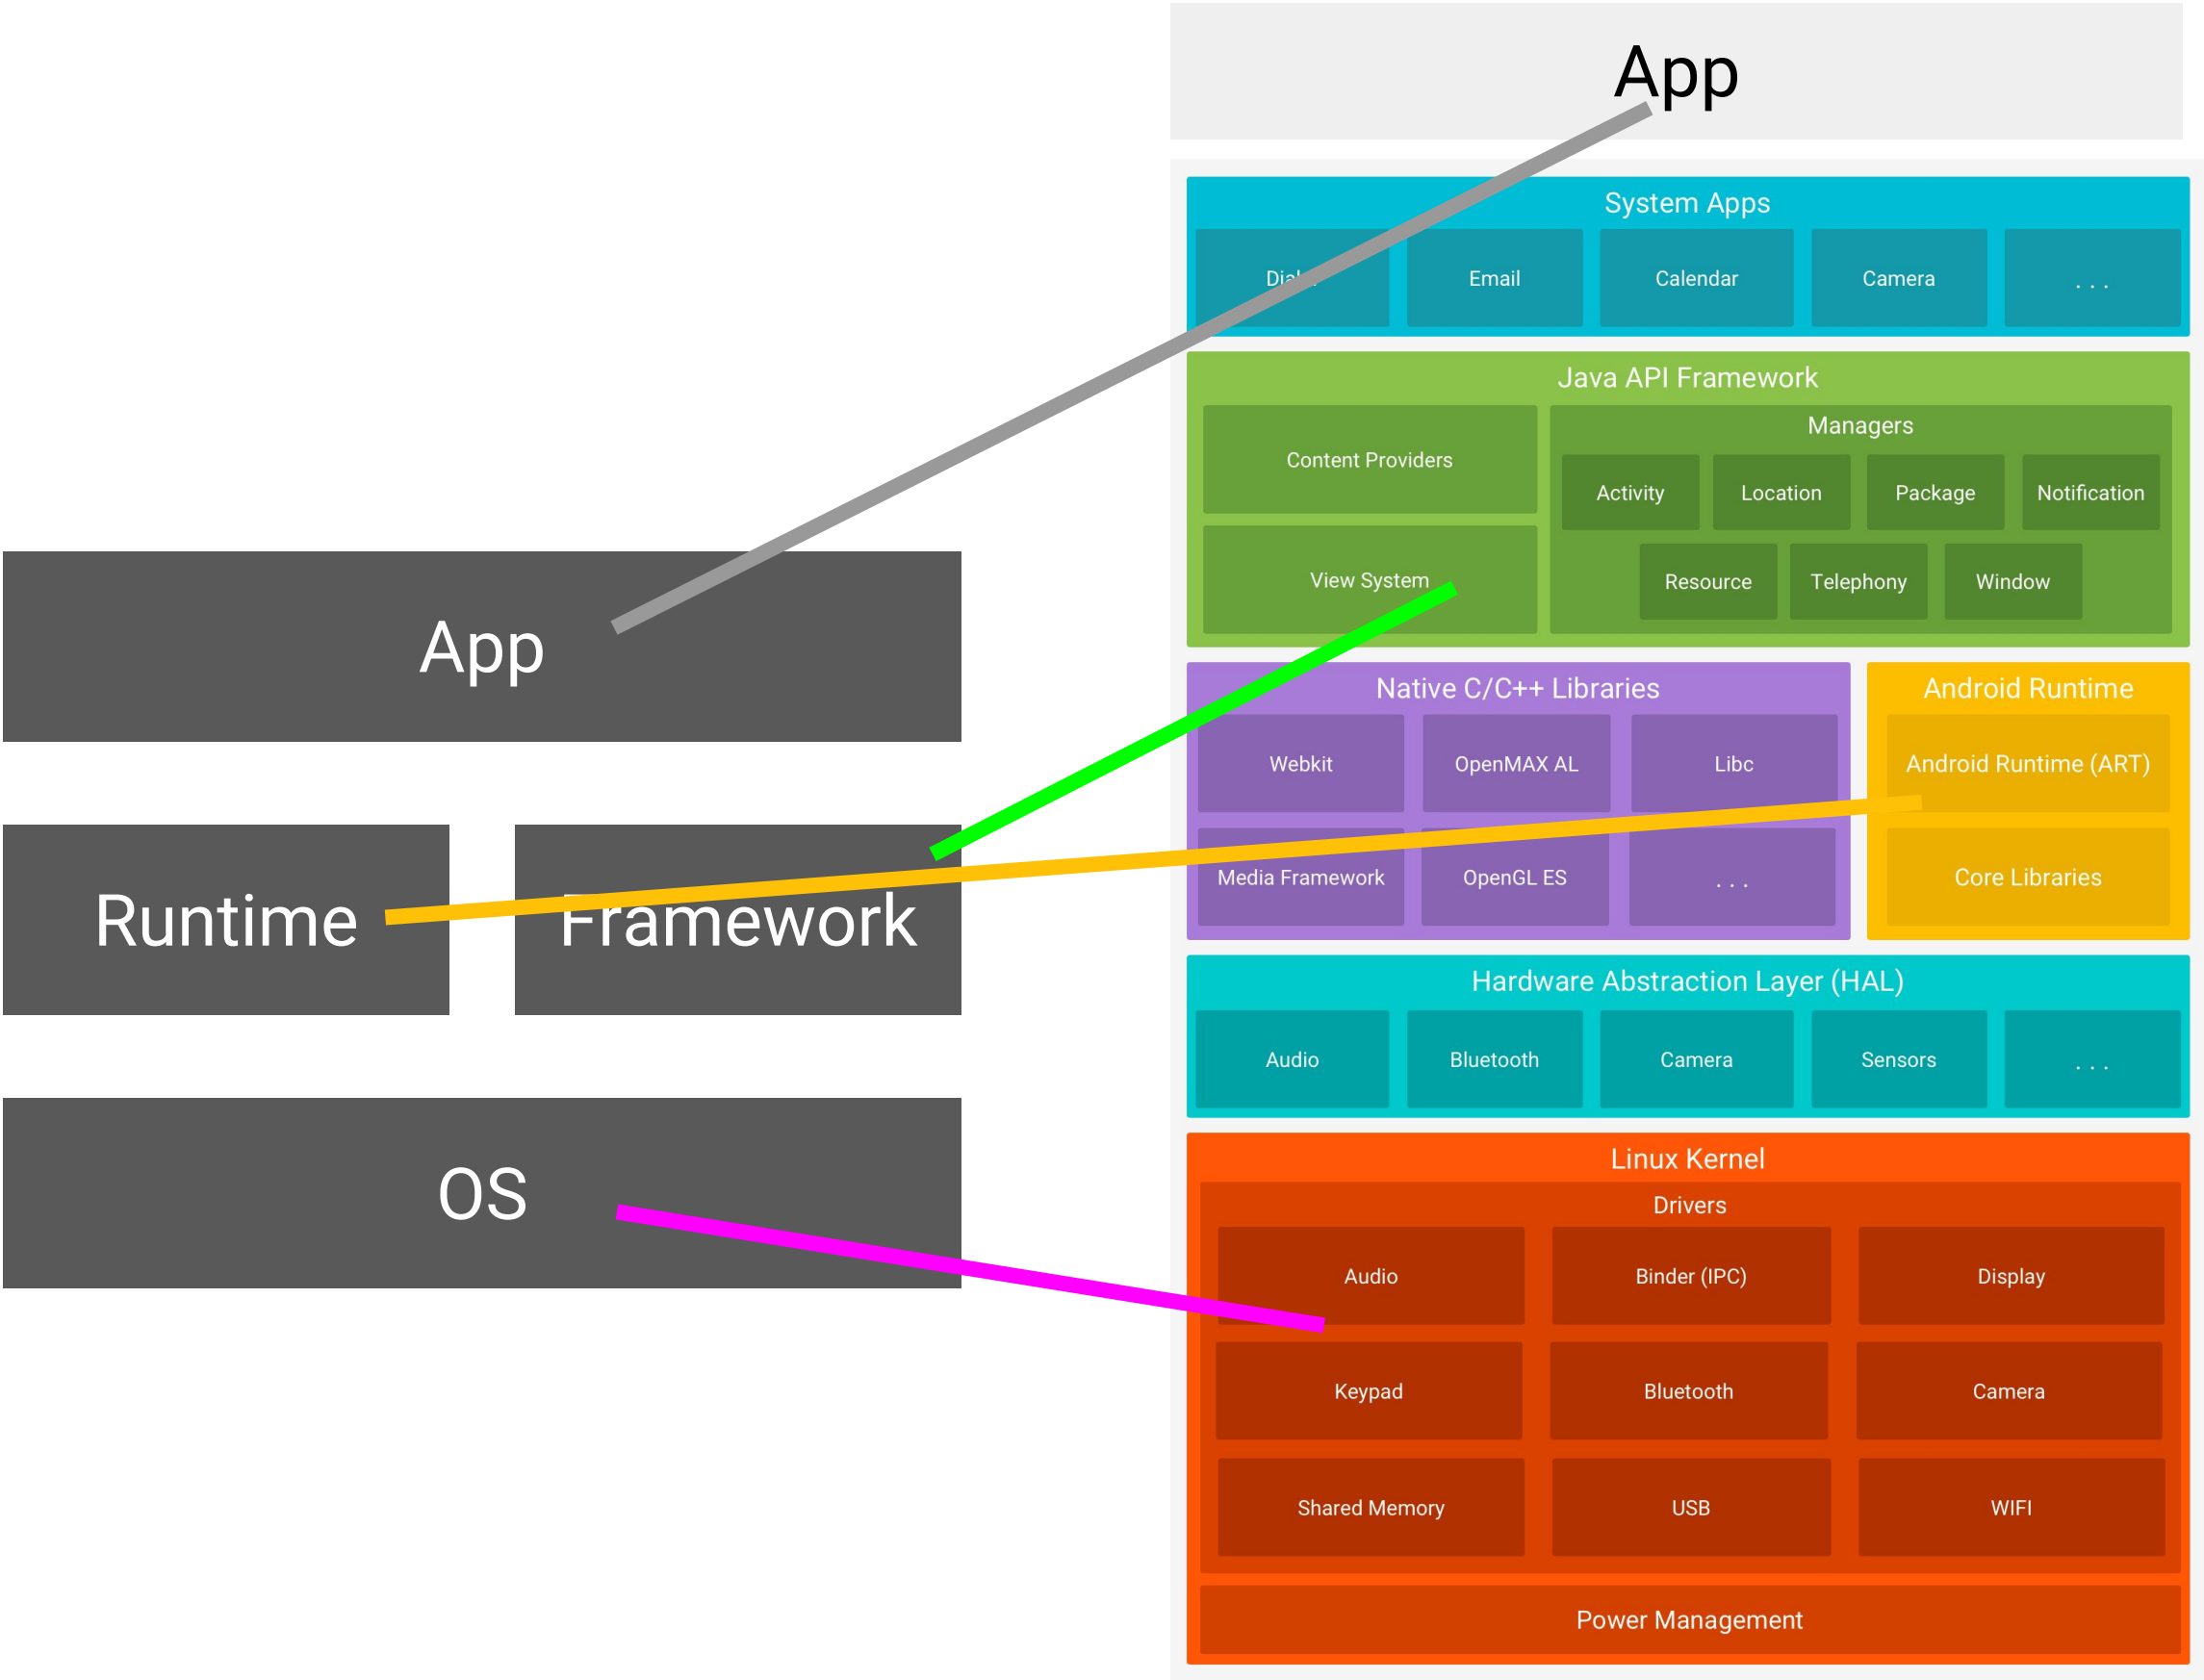 App
System Apps
Email
Calendar
Camera
. . .
Java API Framework
Content Providers
View System
Managers
Activity
Location
Package
Notification
Resource
Telephony
Window
App
Runtime
Framework
OS
Native C/C++ Libraries
Webkit
OpenMAX AL
Libc
Media Framework
OpenGL ES
. . .
Android Runtime
Android Runtime (ART)
Core Libraries
Hardware Abstraction Layer (HAL)
Audio
Bluetooth
Camera
Sensors
. . .
Linux Kernel
Drivers
Audio
Binder (IPC)
Display
Keypad
Bluetooth
Camera
Shared Memory
USB
WIFI
Power Management